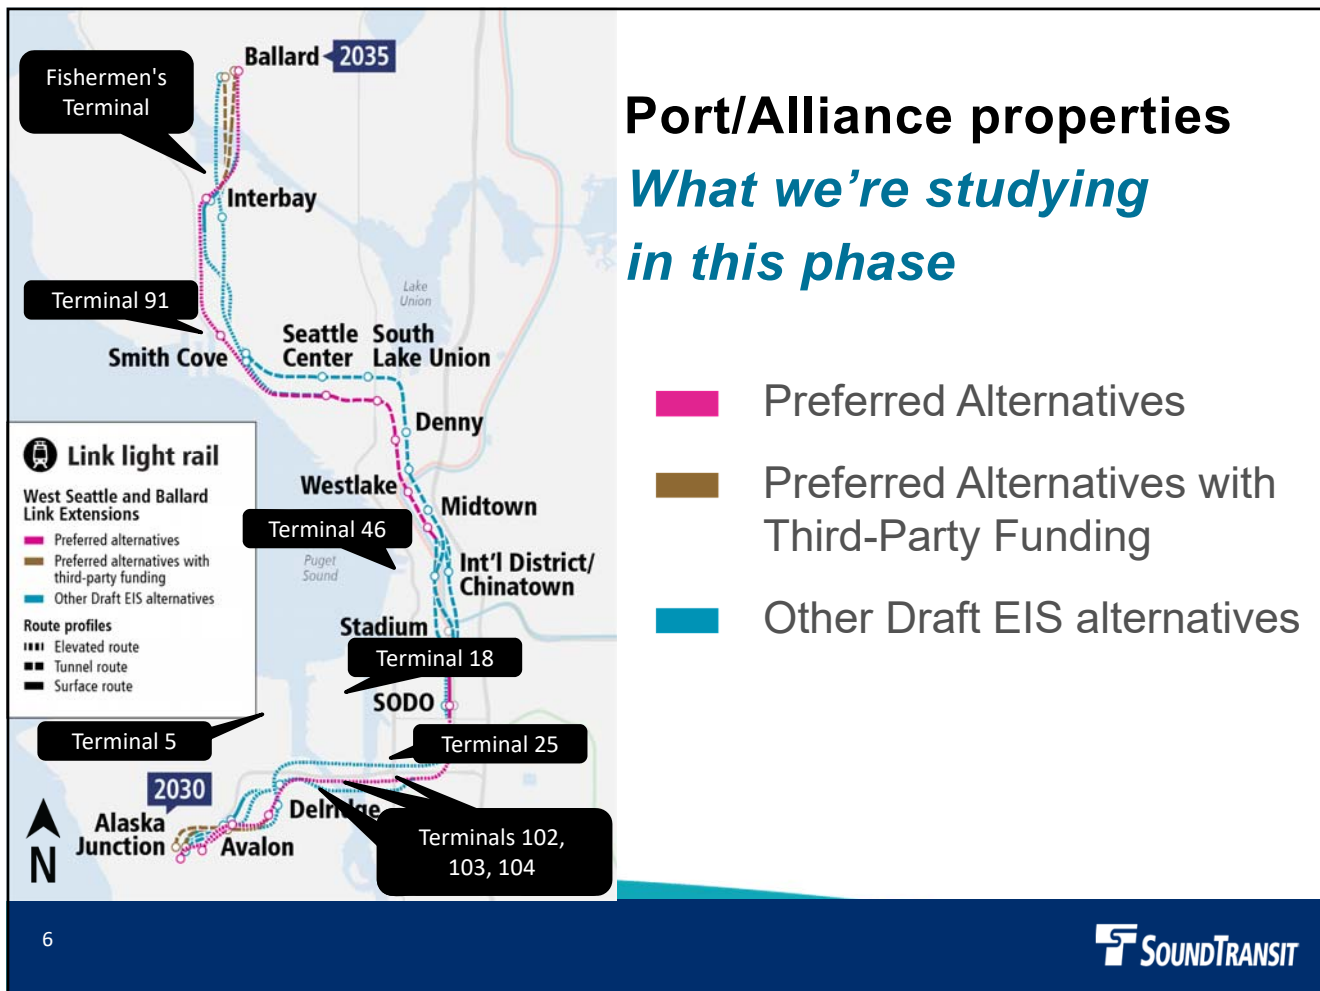 Port/Alliance properties
What we're studying
in this phase
Preferred Alternatives
Preferred Alternatives with
Third-Party Funding
Other Draft EIS alternatives
Ballard
2035
Fishermen's
Terminal
Interbay
Terminal 91
Lake
Union
Smith Cove
Seattle
Center
South
Lake Union
Denny
Westlake
Midtown
Terminal 46
Puget
Sound
Int'l District/
Chinatown
Stadium
Terminal 18
SODO
Terminal 5
Terminal 25
2030
Delridge
Alaska
Junction
Avalon
Terminals 102,
103, 104
N
Link light rail
West Seattle and Ballard
Link Extensions
Preferred alternatives
Preferred alternatives with
third-party funding
Other Draft EIS alternatives
Route profiles
Elevated route
Tunnel route
Surface route
6
SOUNDTRANSIT